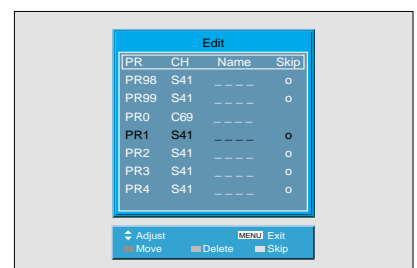 Edit
PR CH Name Skip
PR98 S41 _ _ _ _ o
PR99 S41 _ _ _ _ o
PR0 C69 _ _ _ _
PR1 S41 _ _ _ _ o
PR2 S41 _ _ _ _ o
PR3 S41 _ _ _ _ o
PR4 S41 _ _ _ _ o
Adjust MENU Exit
Move Delete Skip